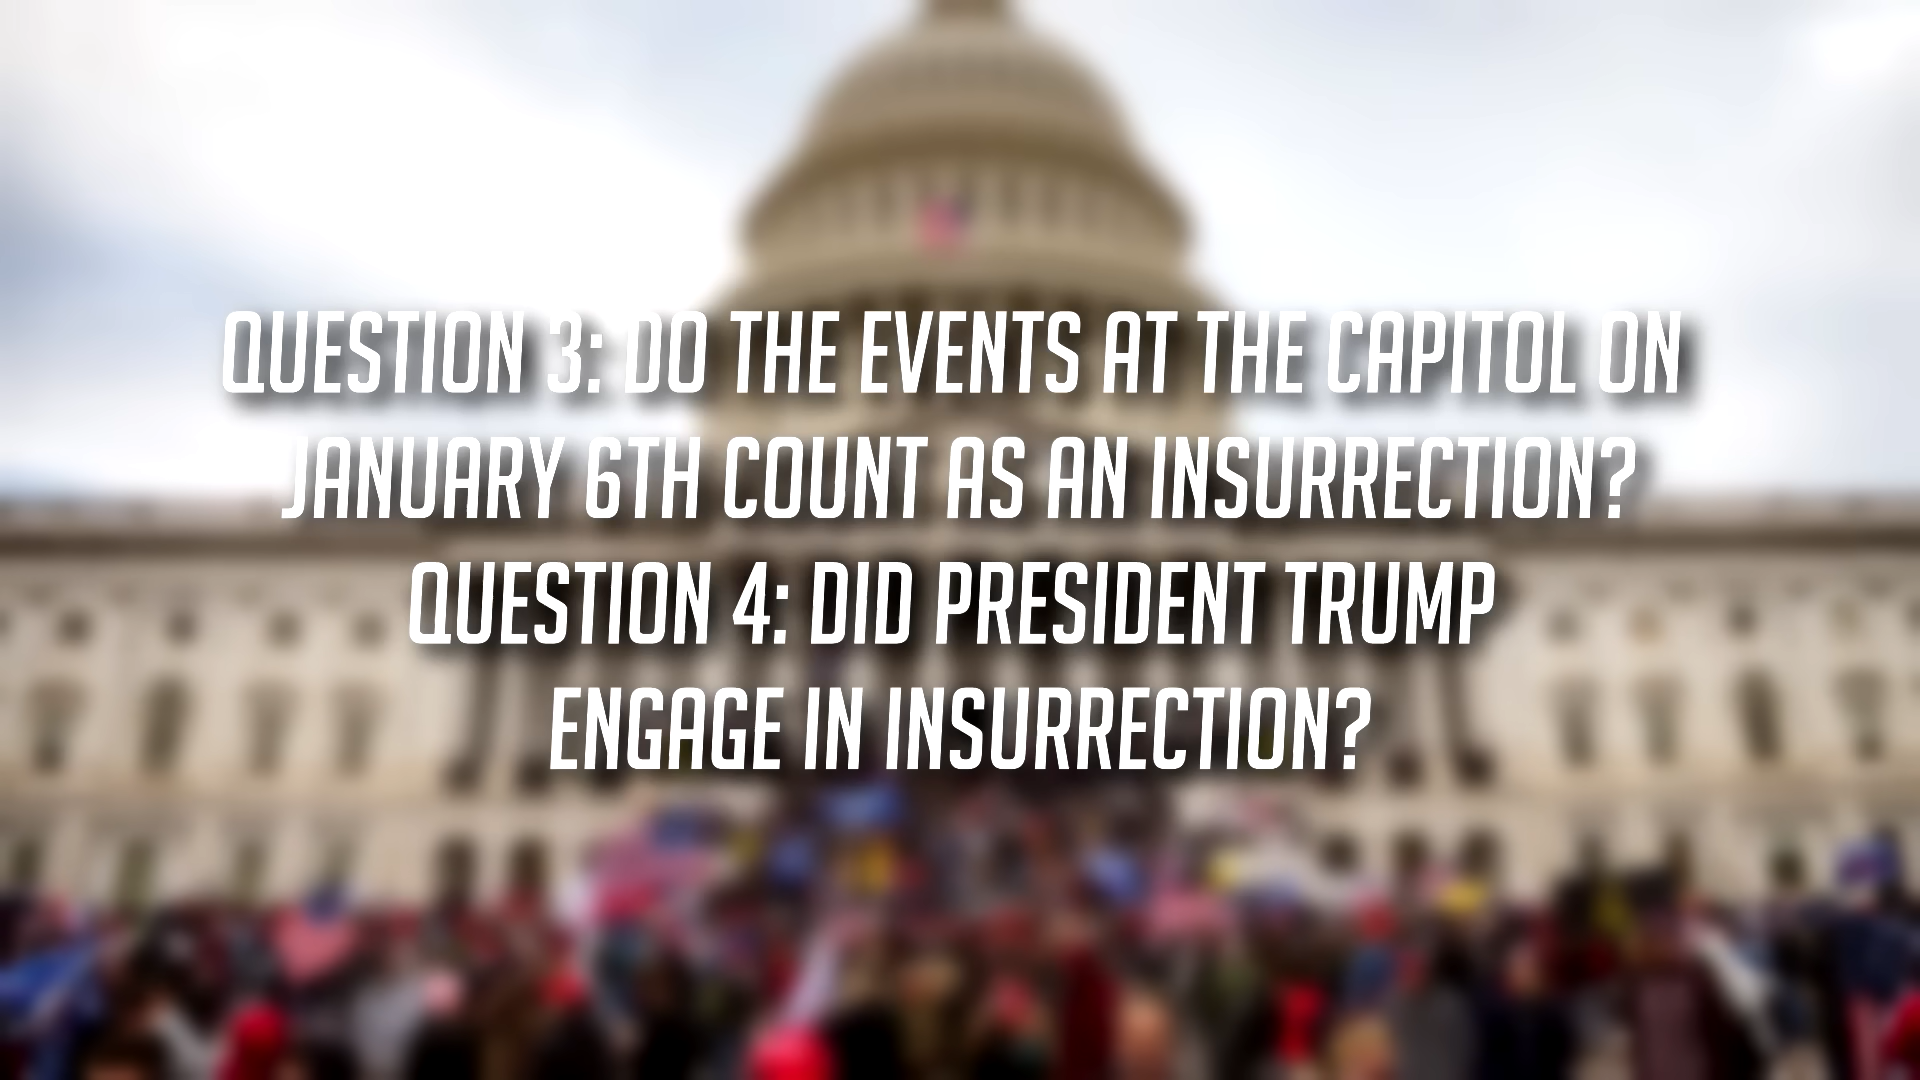 QUESTION 3: DO THE EVENTS AT THE CAPITOL ON
JANUARY 6TH COUNT AS AN INSURRECTION?
QUESTION 4: DID PRESIDENT TRUMP
ENGAGE IN INSURRECTION?